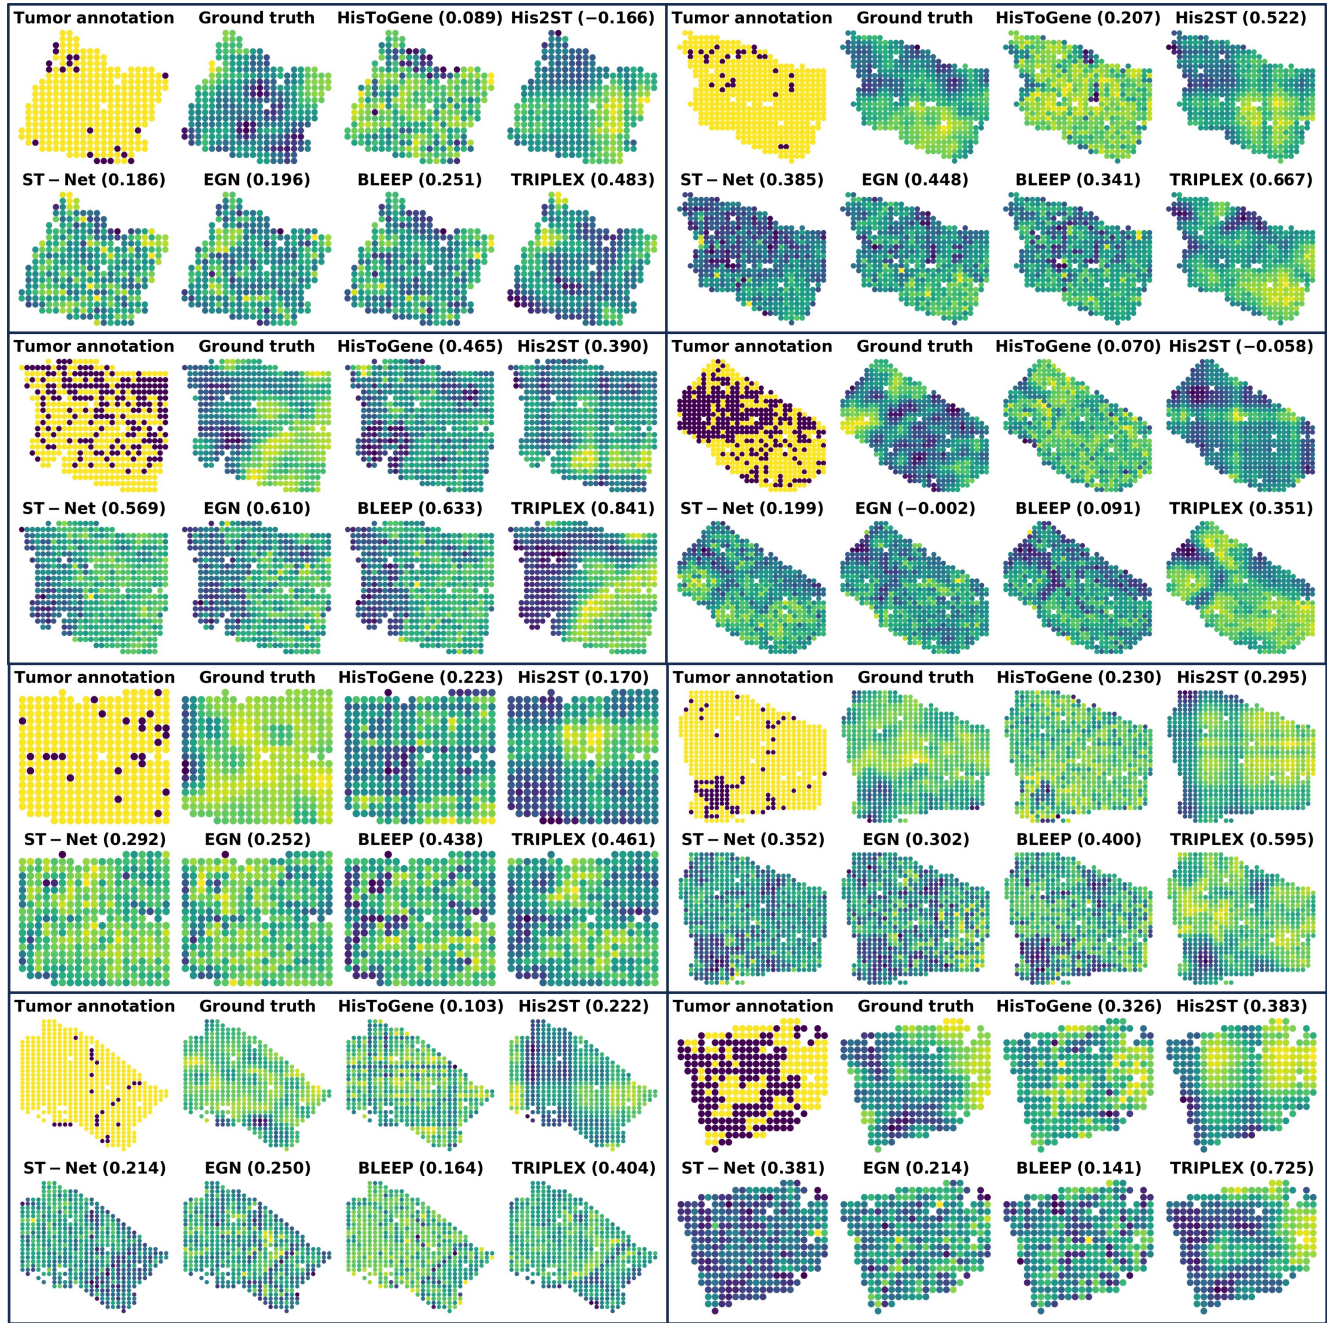 Tumor annotation Ground truth HisToGene (0.089) His2ST (−0.166)
ST − Net (0.186) EGN (0.196) BLEEP (0.251) TRIPLEX (0.483)
Tumor annotation Ground truth HisToGene (0.207) His2ST (0.522)
ST − Net (0.385) EGN (0.448) BLEEP (0.341) TRIPLEX (0.667)
Tumor annotation Ground truth HisToGene (0.465) His2ST (0.390)
ST − Net (0.569) EGN (0.610) BLEEP (0.633) TRIPLEX (0.841)
Tumor annotation Ground truth HisToGene (0.070) His2ST (−0.058)
ST − Net (0.199) EGN (−0.002) BLEEP (0.091) TRIPLEX (0.351)
Tumor annotation Ground truth HisToGene (0.223) His2ST (0.170)
ST − Net (0.292) EGN (0.252) BLEEP (0.438) TRIPLEX (0.461)
Tumor annotation Ground truth HisToGene (0.230) His2ST (0.295)
ST − Net (0.352) EGN (0.302) BLEEP (0.400) TRIPLEX (0.595)
Tumor annotation Ground truth HisToGene (0.103) His2ST (0.222)
ST − Net (0.214) EGN (0.250) BLEEP (0.164) TRIPLEX (0.404)
Tumor annotation Ground truth HisToGene (0.326) His2ST (0.383)
ST − Net (0.381) EGN (0.214) BLEEP (0.141) TRIPLEX (0.725)